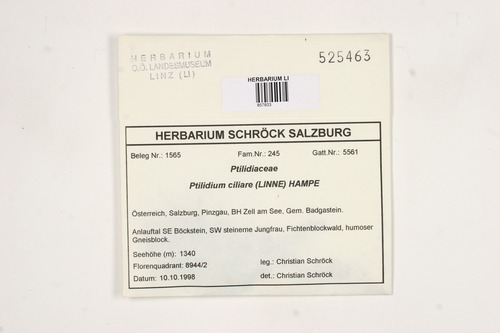 HERBARIUM
O.Ö. LANDESMUSEUM
LINZ (LI)
525463
HERBARIUM LI
HERBARIUM SCHRÖCK SALZBURG
Beleg Nr.: 1565 Fam.Nr.: 245 Gatt.Nr.: 5561
Ptilidiaceae
Ptilidium ciliare (LINNE) HAMPE
Österreich, Salzburg, Pinzgau, BH Zell am See, Gem. Badgastein.
Anlauftal SE Böckstein, SW steinerne Jungfrau, Fichtenblockwald, humoser
Gneisblock.
Seehöhe (m): 1340
Florenquadrant: 8944/2 leg.: Christian Schröck
Datum: 10.10.1998 det.: Christian Schröck